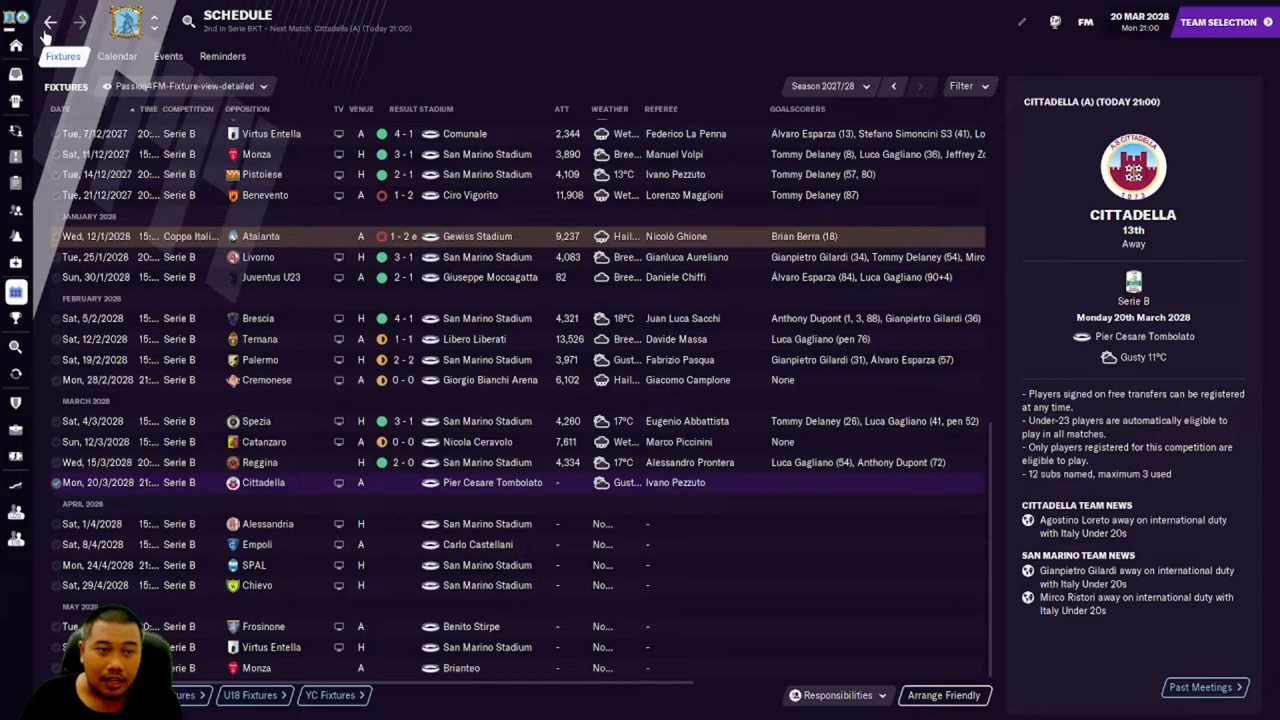 SCHEDULE
2nd In Serie BKT - Next Match: Cittadella (A) (Today 21:00)
FM
20 MAR 2028
Mon 21:00
TEAM SELECTION
Fixtures Calendar Events Reminders
FIXTURES Passion4FM-Fixture-view-detailed Season 2027/28 Filter
DATE TIME COMPETITION OPPOSITION TV VENUE RESULT STADIUM ATT WEATHER REFEREE GOALSCORERS
Tue, 7/12/2027 20:... Serie B Virtus Entella A 4 - 1 Comunale 2,344 Wet... Federico La Penna Álvaro Esparza (13), Stefano Simoncini S3 (41), Lo
Sat, 11/12/2027 15:... Serie B Monza H 3 - 1 San Marino Stadium 3,890 Bree... Manuel Volpi Tommy Delaney (8), Luca Gagliano (36), Jeffrey Zo
Tue, 14/12/2027 20:... Serie B Pistoiese H 2 - 1 San Marino Stadium 4,109 13°C Ivano Pezzuto Tommy Delaney (57, 80)
Tue, 21/12/2027 20:... Serie B Benevento A 1 - 2 Ciro Vigorito 11,908 Wet... Lorenzo Maggioni Tommy Delaney (87)
JANUARY 2028
Wed, 12/1/2028 15:... Coppa Itali... Atalanta A 1 - 2 e Gewiss Stadium 9,237 Hail... Nicolò Ghione Brian Berra (18)
Tue, 25/1/2028 15:... Serie B Livorno H 3 - 1 San Marino Stadium 4,083 Bree... Gianluca Aureliano Gianpietro Gilardi (34), Tommy Delaney (54), Miro
Sun, 30/1/2028 15:... Serie B Juventus U23 A 2 - 1 Giuseppe Moccagatta 82 Bree... Daniele Chiffi Álvaro Esparza (84), Luca Gagliano (90+4)
FEBRUARY 2028
Sat, 5/2/2028 15:... Serie B Brescia H 4 - 1 San Marino Stadium 4,321 18°C Juan Luca Sacchi Anthony Dupont (1, 3, 88), Gianpietro Gilardi (36)
Sat, 12/2/2028 15:... Serie B Ternana A 1 - 1 Libero Liberati 13,526 Bree... Davide Massa Luca Gagliano (pen 76)
Sat, 19/2/2028 15:... Serie B Palermo H 2 - 2 San Marino Stadium 3,971 Gust... Fabrizio Pasqua Gianpietro Gilardi (31), Álvaro Esparza (57)
Mon, 28/2/2028 21:... Serie B Cremonese A 0 - 0 Giorgio Bianchi Arena 6,102 Hail... Giacomo Camplone None
MARCH 2028
Sat, 4/3/2028 15:... Serie B Spezia H 3 - 1 San Marino Stadium 4,260 17°C Eugenio Abbattista Tommy Delaney (26), Luca Gagliano (41, pen 52)
Sun, 12/3/2028 15:... Serie B Catanzaro A 0 - 0 Nicola Ceravolo 7,611 Wet... Marco Piccinini None
Wed, 15/3/2028 20:... Serie B Reggina H 2 - 0 San Marino Stadium 4,334 17°C Alessandro Prontera Luca Gagliano (54), Anthony Dupont (72)
Mon, 20/3/2028 21:... Serie B Cittadella A Pier Cesare Tombolato - Gust... Ivano Pezzuto
APRIL 2028
Sat, 1/4/2028 15:... Serie B Alessandria H San Marino Stadium - No... -
Sat, 8/4/2028 15:... Serie B Empoli A Carlo Castellani - No... -
Mon, 24/4/2028 21:... Serie B SPAL H San Marino Stadium - No... -
Sat, 29/4/2028 15:... Serie B Chievo H San Marino Stadium - No... -
MAY 2028
Tue, 15:... Serie B Frosinone A Benito Stirpe - No... -
S 15:... Serie B Virtus Entella H San Marino Stadium - No... -
15:... Serie B Monza A Brianteo - No... -
U18 Fixtures YC Fixtures Responsibilities Arrange Friendly
CITTADELLA (A) (TODAY 21:00)
A.S. CITTADELLA
1973
CITTADELLA
13th
Away
Serie B
Monday 20th March 2028
Pier Cesare Tombolato
Gusty 11°C
- Players signed on free transfers can be registered
at any time.
- Under-23 players are automatically eligible to
play in all matches.
- Only players registered for this competition are
eligible to play.
- 12 subs named, maximum 3 used
CITTADELLA TEAM NEWS
Agostino Loreto away on international duty
with Italy Under 20s
SAN MARINO TEAM NEWS
Gianpietro Gilardi away on international duty
with Italy Under 20s
Mirco Ristori away on international duty with
Italy Under 20s
Past Meetings